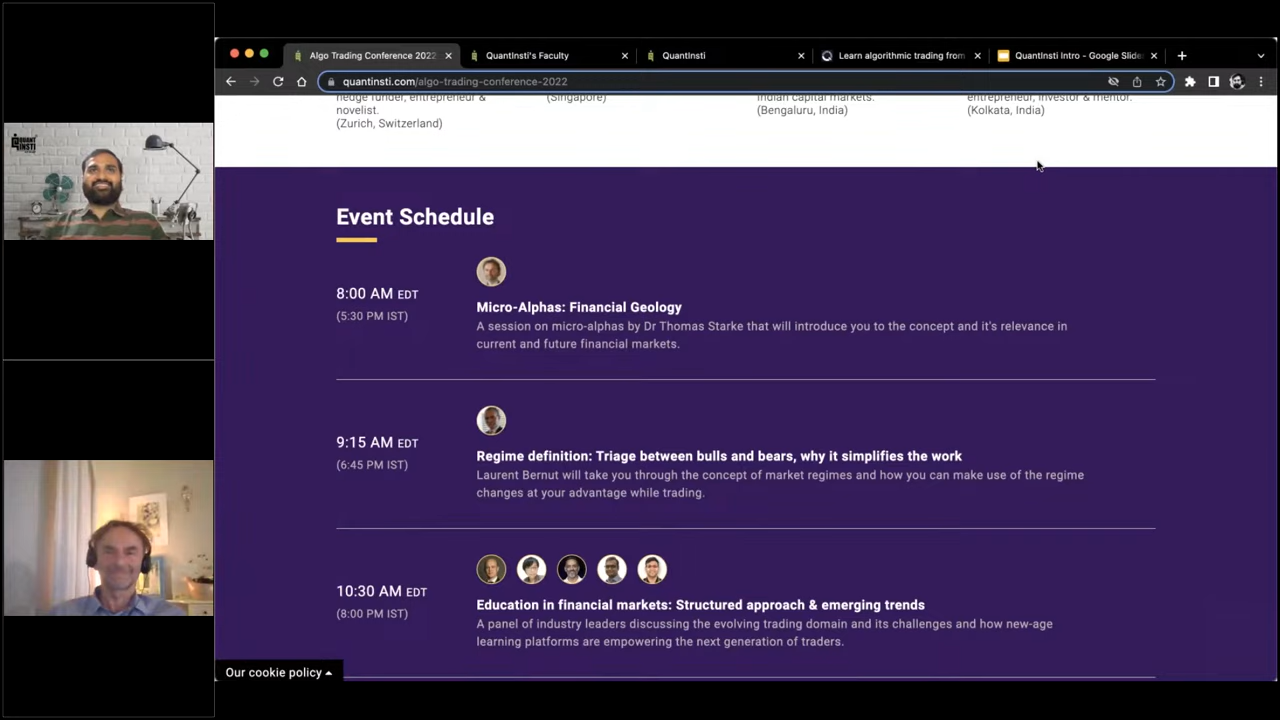 Algo Trading Conference 2022
QuantInsti's Faculty
QuantInsti
Learn algorithmic trading from
QuantInsti Intro - Google Slides
quantinsti.com/algo-trading-conference-2022
hedge funder, entrepreneur &
novelist.
(Zurich, Switzerland)
(Singapore)
indian capital markets.
(Bengaluru, India)
entrepreneur, investor & mentor.
(Kolkata, India)
QUANT
INSTI
Event Schedule
8:00 AM EDT
(5:30 PM IST)
Micro-Alphas: Financial Geology
A session on micro-alphas by Dr Thomas Starke that will introduce you to the concept and it's relevance in
current and future financial markets.
9:15 AM EDT
(6:45 PM IST)
Regime definition: Triage between bulls and bears, why it simplifies the work
Laurent Bernut will take you through the concept of market regimes and how you can make use of the regime
changes at your advantage while trading.
10:30 AM EDT
(8:00 PM IST)
Education in financial markets: Structured approach & emerging trends
A panel of industry leaders discussing the evolving trading domain and its challenges and how new-age
learning platforms are empowering the next generation of traders.
Our cookie policy